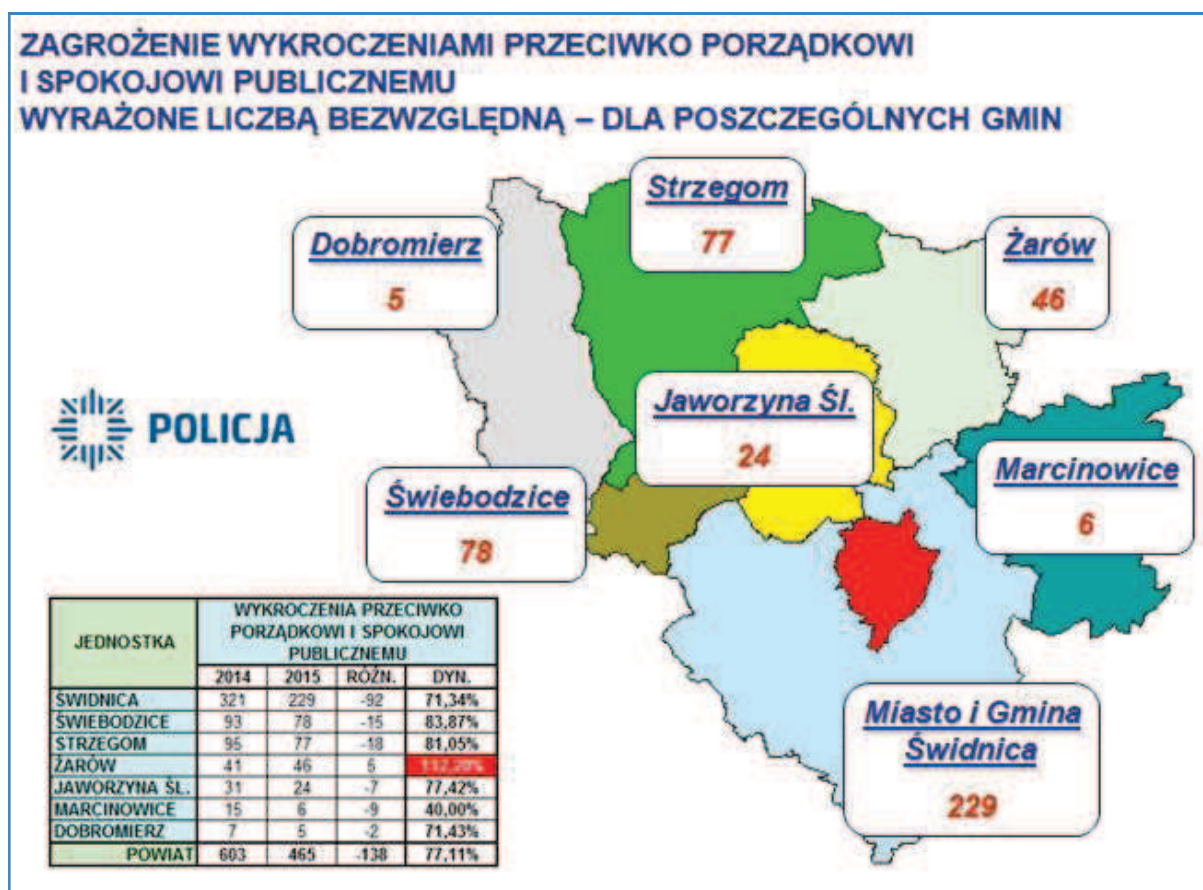 ZAGROŻENIE WYKROCZENIAMI PRZECIWKO PORZĄDKOWI
I SPOKOJOWI PUBLICZNEMU
WYRAŻONE LICZBĄ BEZWZGLĘDNĄ – DLA POSZCZEGÓLNYCH GMIN
Strzegom
77
Dobromierz
5
Żarów
46
Jaworzyna Śl.
24
POLICJA
Marcinowice
6
Świebodzice
78
Miasto i Gmina
Świdnica
229
JEDNOSTKA
WYKROCZENIA PRZECIWKO
PORZĄDKOWI I SPOKOJOWI
PUBLICZNEMU
2014 2015 RÓŻN. DYN.
ŚWIDNICA 321 229 -92 71,34%
ŚWIEBODZICE 93 78 -15 83,87%
STRZEGOM 95 77 -18 81,05%
ŻARÓW 41 46 5 112,20%
JAWORZYNA ŚL. 31 24 -7 77,42%
MARCINOWICE 15 6 -9 40,00%
DOBROMIERZ 7 5 -2 71,43%
POWIAT 603 465 -138 77,11%